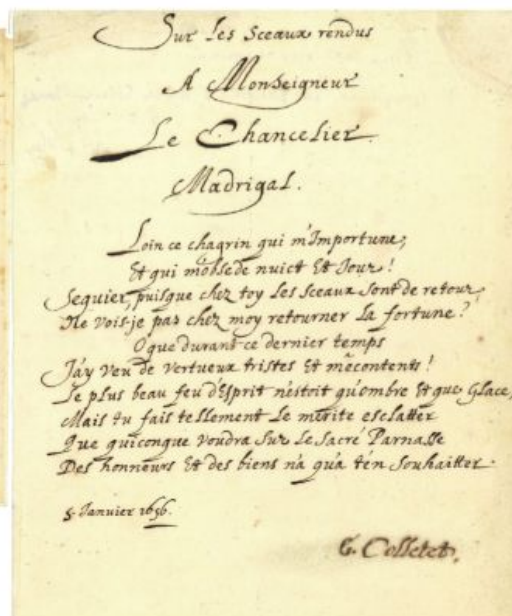 Sur Les Sceaux rendus
A Monseigneur
Le Chancelier.
Madrigal.
Loin ce chagrin qui m'Importune,
Et qui m'obsede nuict Et Jour!
Seguier, puisque chez toy Les Sceaux sont de retour,
Ne vois-je pas chez moy retourner La fortune?
O que durant ce dernier temps
J'ay veu de vertueux tristes Et mécontents!
Le plus beau feu d'Esprit n'estoit qu'ombre Et que Glace,
Mais tu fais tellement Le mérite esclatter
Que quiconque voudra Sur Le Sacré Parnasse
Des honneurs Et des biens n'a qu'a t'en Souhaitter.
5. Janvier 1656.
G. Colletet.